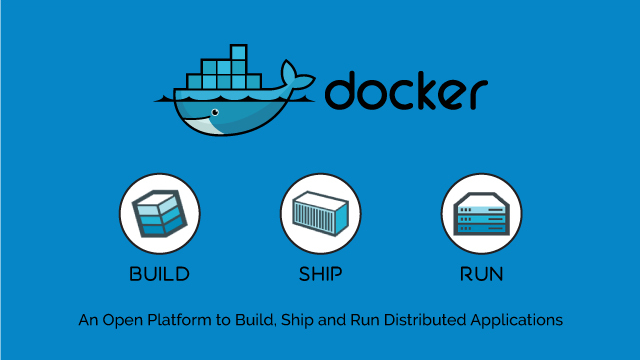 docker
BUILD
SHIP
RUN
An Open Platform to Build, Ship and Run Distributed Applications